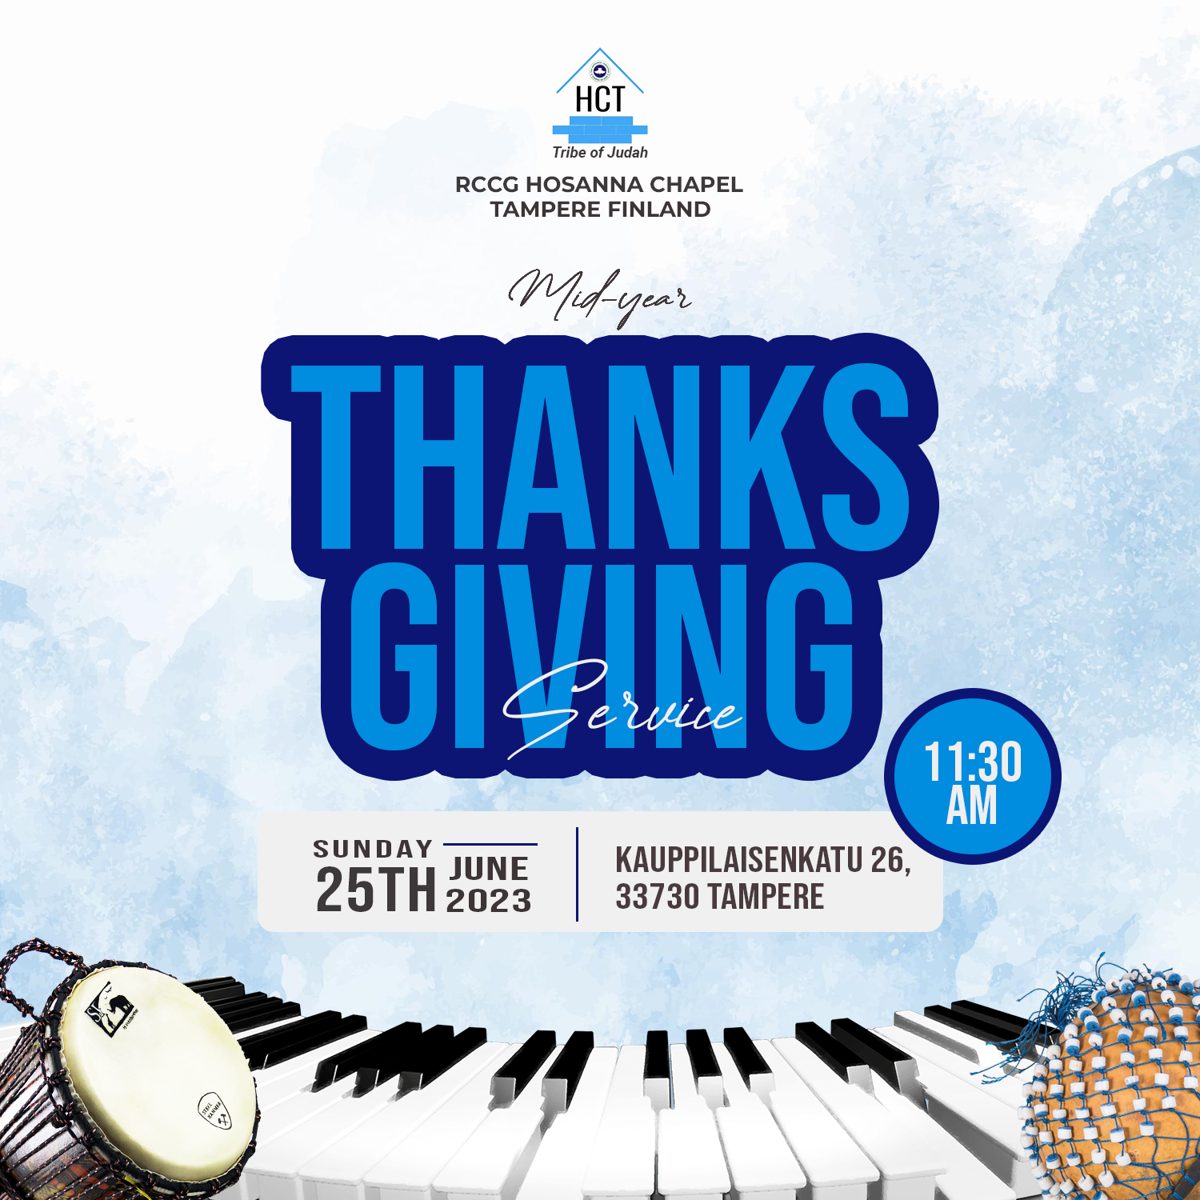 HCT
Tribe of Judah
RCCG HOSANNA CHAPEL
TAMPERE FINLAND
Mid-year
THANKS
GIVING
Service
11:30
AM
SUNDAY
25TH
JUNE
2023
KAUPPILAISENKATU 26,
33730 TAMPERE